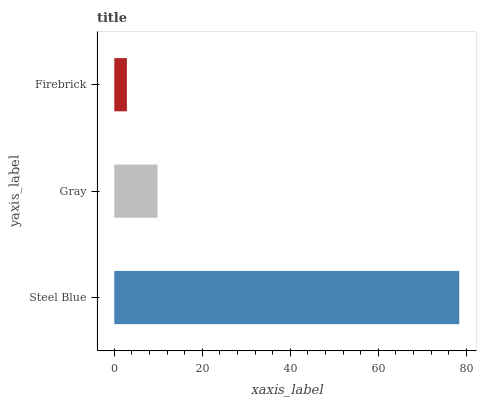 title
Firebrick
Gray
Steel Blue
yaxis_label
0 20 40 60 80
xaxis_label